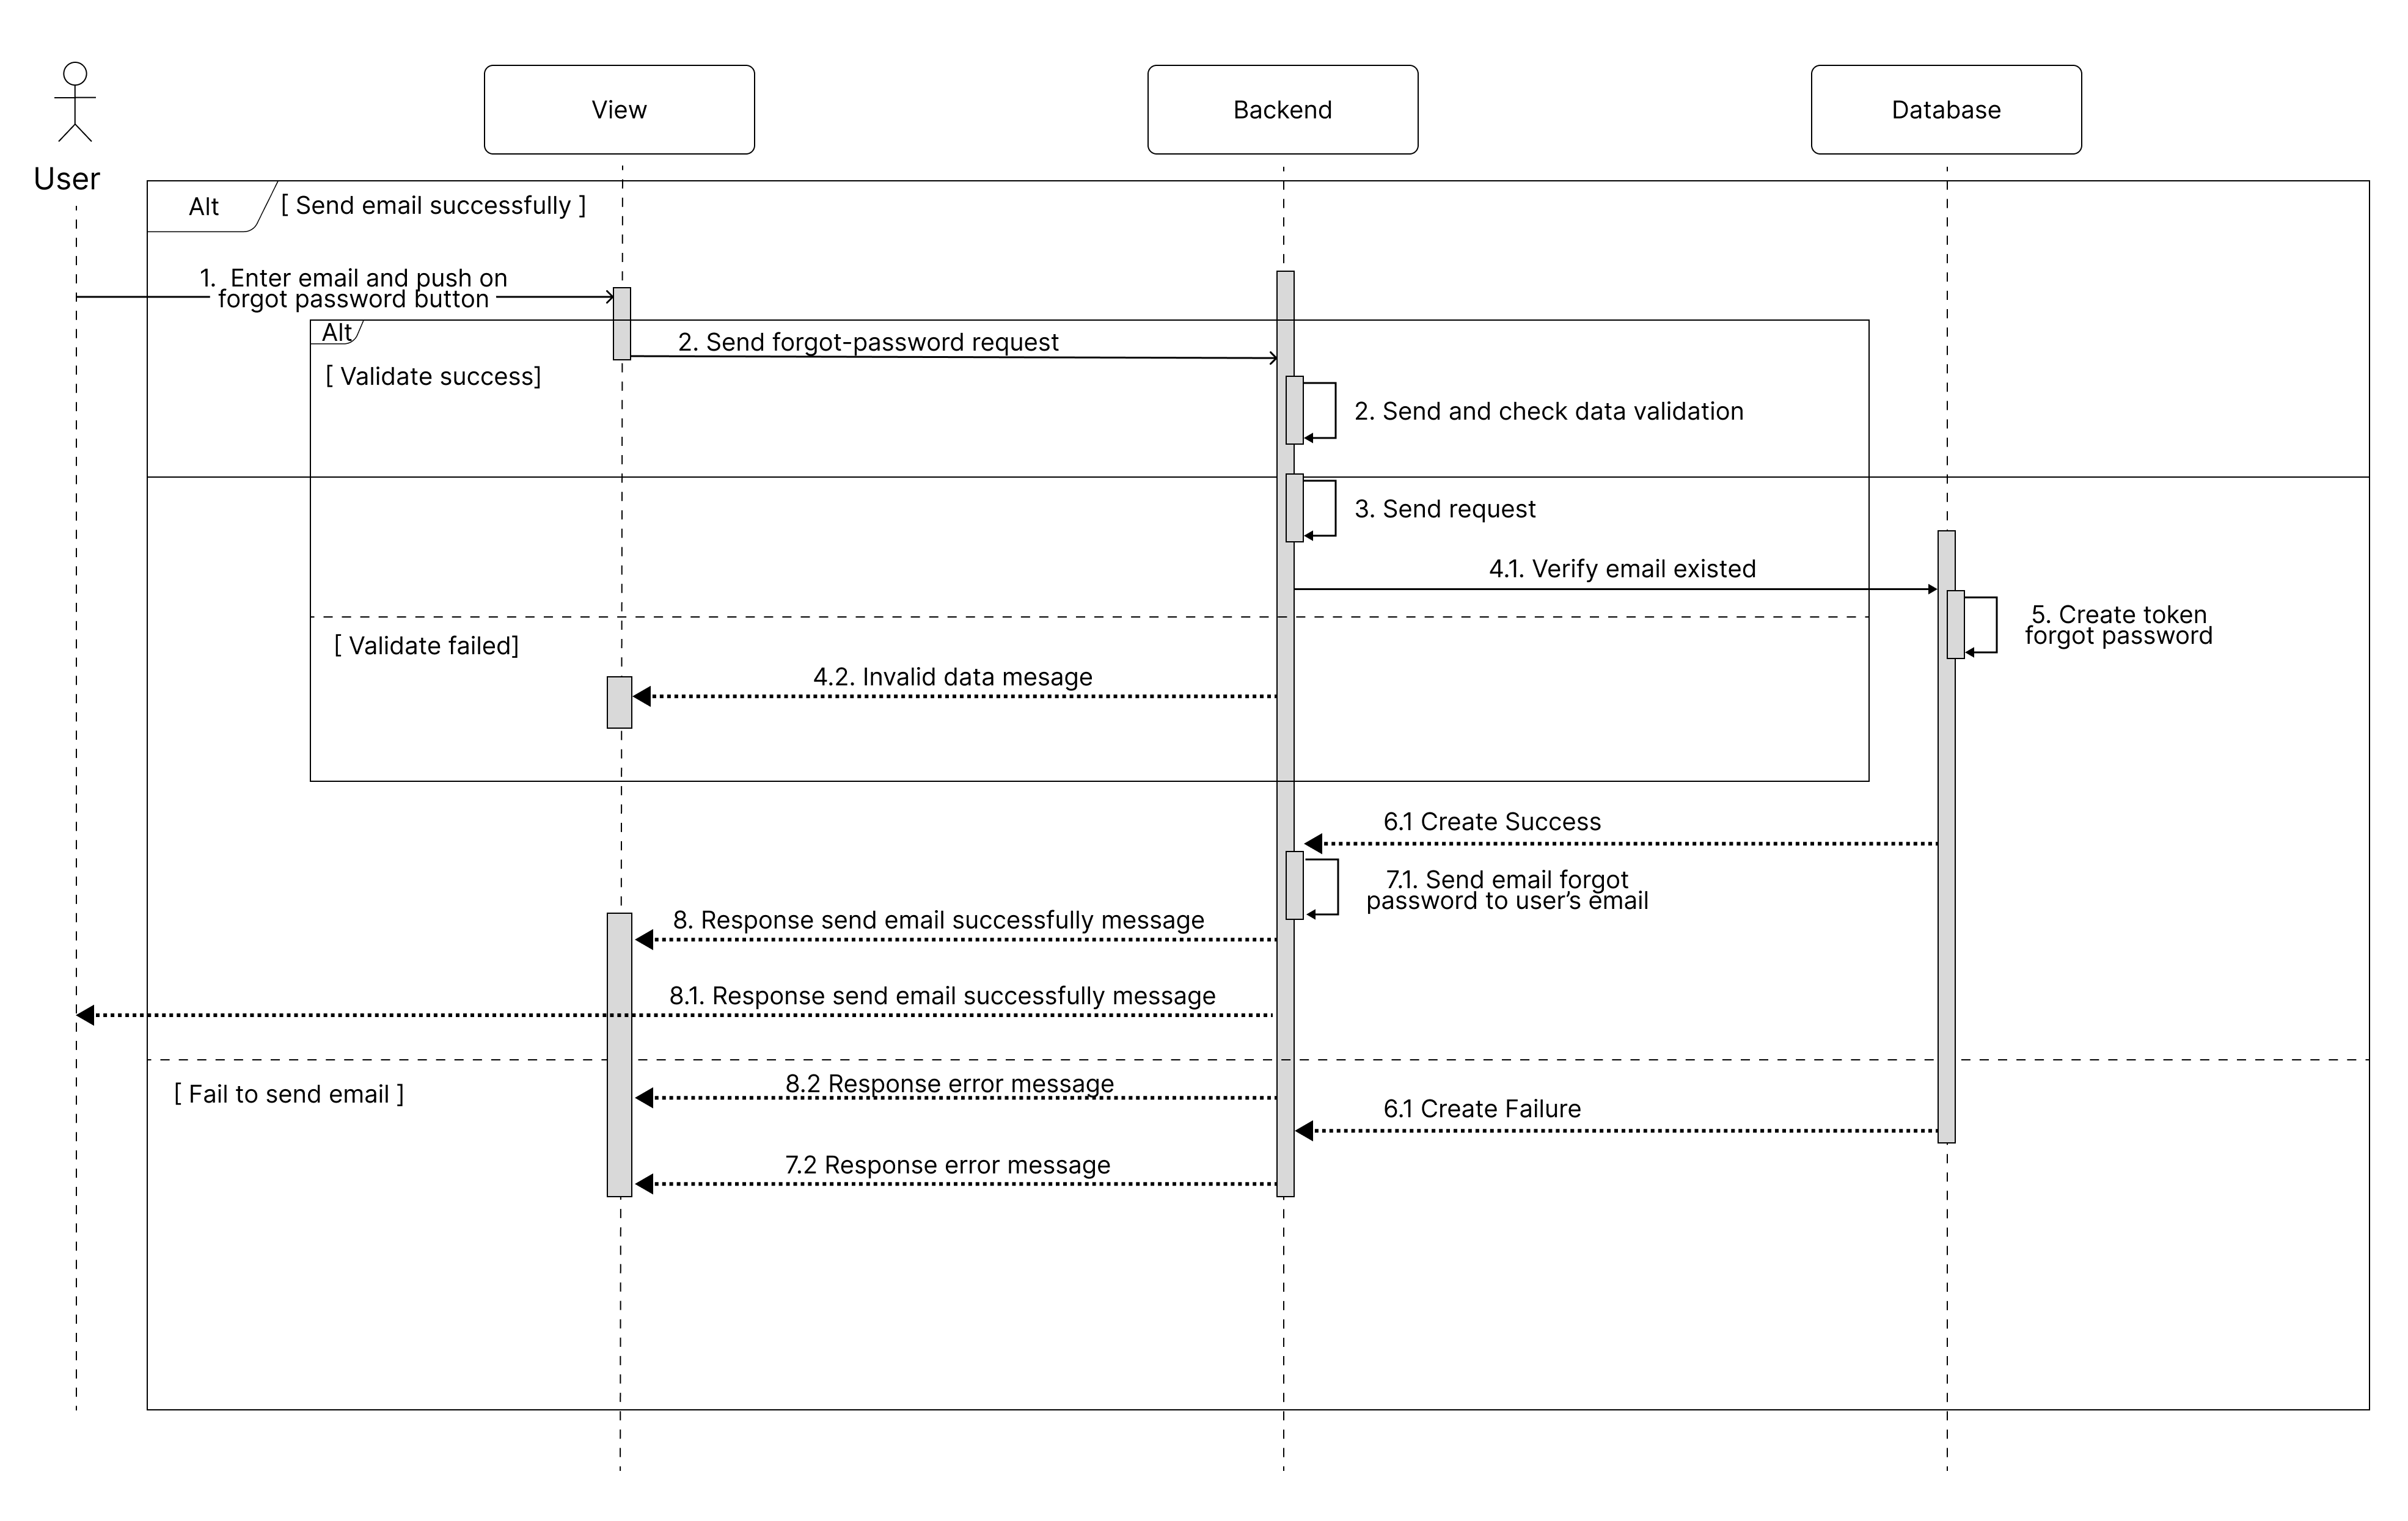 View
Backend
Database
User
Alt
[ Send email successfully ]
1.  Enter email and push on
forgot password button
Alt
2. Send forgot-password request
[ Validate success]
2. Send and check data validation
3. Send request
4.1. Verify email existed
5. Create token
forgot password
[ Validate failed]
4.2. Invalid data mesage
6.1 Create Success
7.1. Send email forgot
password to user's email
8. Response send email successfully message
8.1. Response send email successfully message
[ Fail to send email ]
8.2 Response error message
6.1 Create Failure
7.2 Response error message